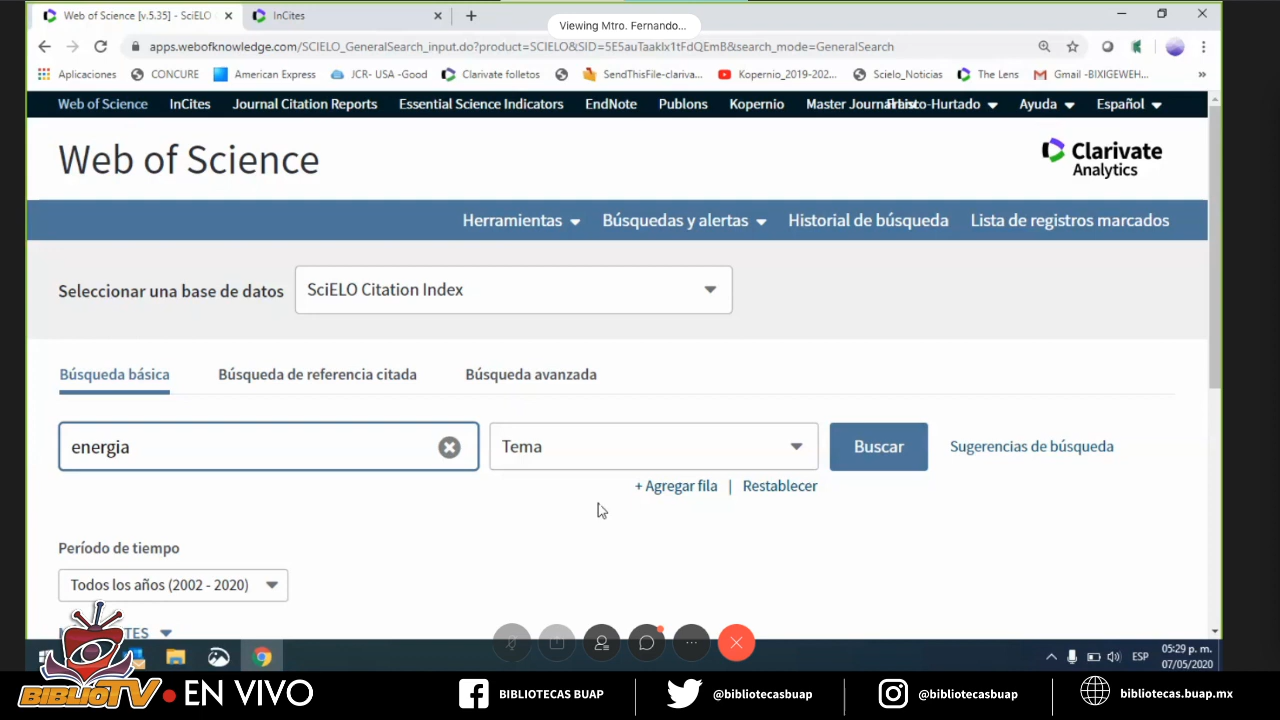 Viewing Mtro. Fernando...
Web of Science [v.5.35] - SciELO
InCites
apps.webofknowledge.com/SCIELO_GeneralSearch_input.do?product=SCIELO&SID=5E5auTaaklx1tFdQEmB&search_mode=GeneralSearch
Aplicaciones CONCURE American Express JCR- USA -Good Clarivate folletos SendThisFile-clariva... Kopernio_2019-202... Scielo_Noticias The Lens Gmail -BIXIGEWEH... »
Web of Science InCites Journal Citation Reports Essential Science Indicators EndNote Publons Kopernio Master Journal -Hurtado Ayuda Español
Web of Science
Clarivate
Analytics
Herramientas Búsquedas y alertas Historial de búsqueda Lista de registros marcados
Seleccionar una base de datos SciELO Citation Index
Búsqueda básica Búsqueda de referencia citada Búsqueda avanzada
energia Tema Buscar Sugerencias de búsqueda
+ Agregar fila | Restablecer
Período de tiempo
Todos los años (2002 - 2020)
ESP
05:29 p. m.
07/05/2020
BIBLIOTV EN VIVO BIBLIOTECAS BUAP @bibliotecasbuap @bibliotecasbuap bibliotecas.buap.mx